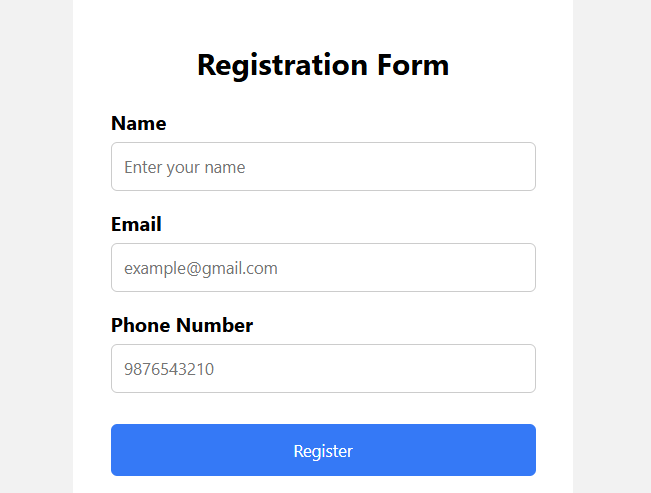 Registration Form
Name
Enter your name
Email
example@gmail.com
Phone Number
9876543210
Register